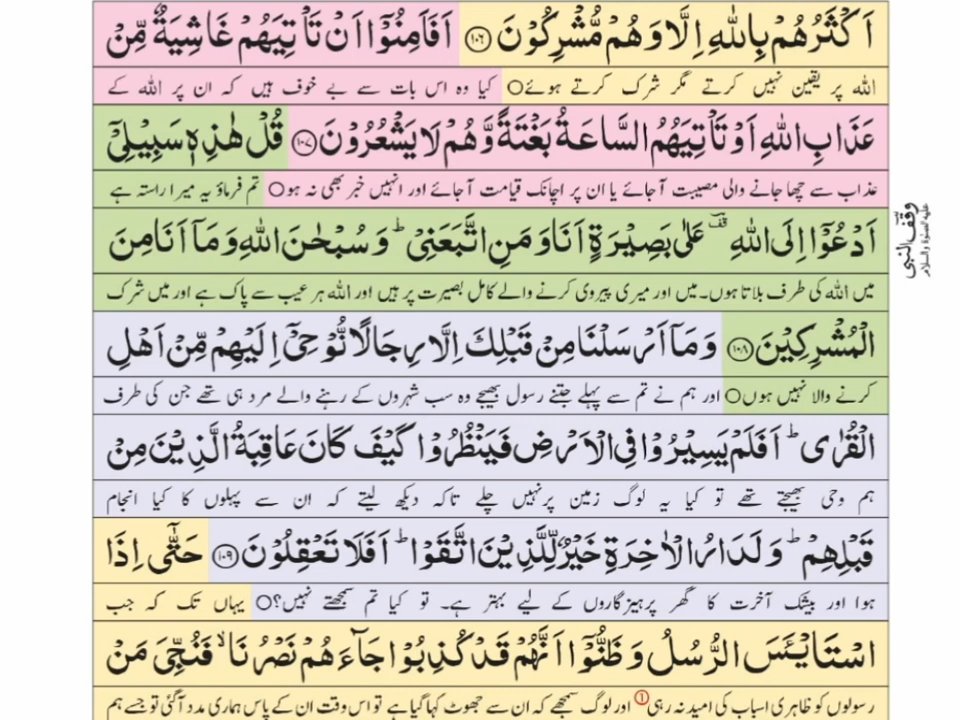 اَكْثَرُهُمْ بِاللّٰهِ اِلَّا وَهُمْ مُّشْرِكُوْنَ ﴿۱۰۶﴾ اَفَاَمِنُوْۤا اَنْ تَاْتِيَهُمْ غَاشِيَةٌ مِّنْ
اللہ پر یقین نہیں کرتے مگر شرک کرتے ہوئے○ کیا وہ اس بات سے بے خوف ہیں کہ ان پر اللہ کے
عَذَابِ اللّٰهِ اَوْ تَاْتِيَهُمُ السَّاعَةُ بَغْتَةً وَّهُمْ لَا يَشْعُرُوْنَ ﴿۱۰۷﴾ قُلْ هٰذِهٖ سَبِيْلِيْۤ
عذاب سے چھا جانے والی مصیبت آجائے یا ان پر اچانک قیامت آجائے اور انہیں خبر بھی نہ ہو○ تم فرماؤ یہ میرا راستہ ہے
اَدْعُوْۤا اِلَى اللّٰهِ ؔقف عَلٰى بَصِيْرَةٍ اَنَا وَمَنِ اتَّبَعَنِيْ ؕ وَسُبْحٰنَ اللّٰهِ وَمَاۤ اَنَا مِنَ
وقف النبی علیہ الصلوۃ و السلام
میں اللہ کی طرف بلاتا ہوں۔ میں اور میری پیروی کرنے والے کامل بصیرت پر ہیں اور اللہ ہر عیب سے پاک ہے اور میں شرک
الْمُشْرِكِيْنَ ﴿۱۰۸﴾ وَمَاۤ اَرْسَلْنَا مِنْ قَبْلِكَ اِلَّا رِجَالًا نُّوْحِيْۤ اِلَيْهِمْ مِّنْ اَهْلِ
کرنے والا نہیں ہوں○ اور ہم نے تم سے پہلے جتنے رسول بھیجے وہ سب شہروں کے رہنے والے مرد ہی تھے جن کی طرف
الْقُرٰى ؕ اَفَلَمْ يَسِيْرُوْا فِي الْاَرْضِ فَيَنْظُرُوْا كَيْفَ كَانَ عَاقِبَةُ الَّذِيْنَ مِنْ
ہم وحی بھیجتے تھے تو کیا یہ لوگ زمین پر نہیں چلے تاکہ دیکھ لیتے کہ ان سے پہلوں کا کیا انجام
قَبْلِهِمْ ؕ وَلَدَارُ الْاٰخِرَةِ خَيْرٌ لِّلَّذِيْنَ اتَّقَوْا ؕ اَفَلَا تَعْقِلُوْنَ ﴿۱۰۹﴾ حَتّٰۤى اِذَا
ہوا اور بیشک آخرت کا گھر پرہیزگاروں کے لیے بہتر ہے۔ تو کیا تم سمجھتے نہیں؟○ یہاں تک کہ جب
اسْتَايْـَٔسَ الرُّسُلُ وَظَنُّوْۤا اَنَّهُمْ قَدْ كُذِبُوْا جَآءَهُمْ نَصْرُنَا ۙ فَنُجِّيَ مَنْ
رسولوں کو ظاہری اسباب کی امید نہ رہی① اور لوگ سمجھے کہ ان سے جھوٹ کہا گیا ہے تو اس وقت ان کے پاس ہماری مدد آگئی تو جسے ہم